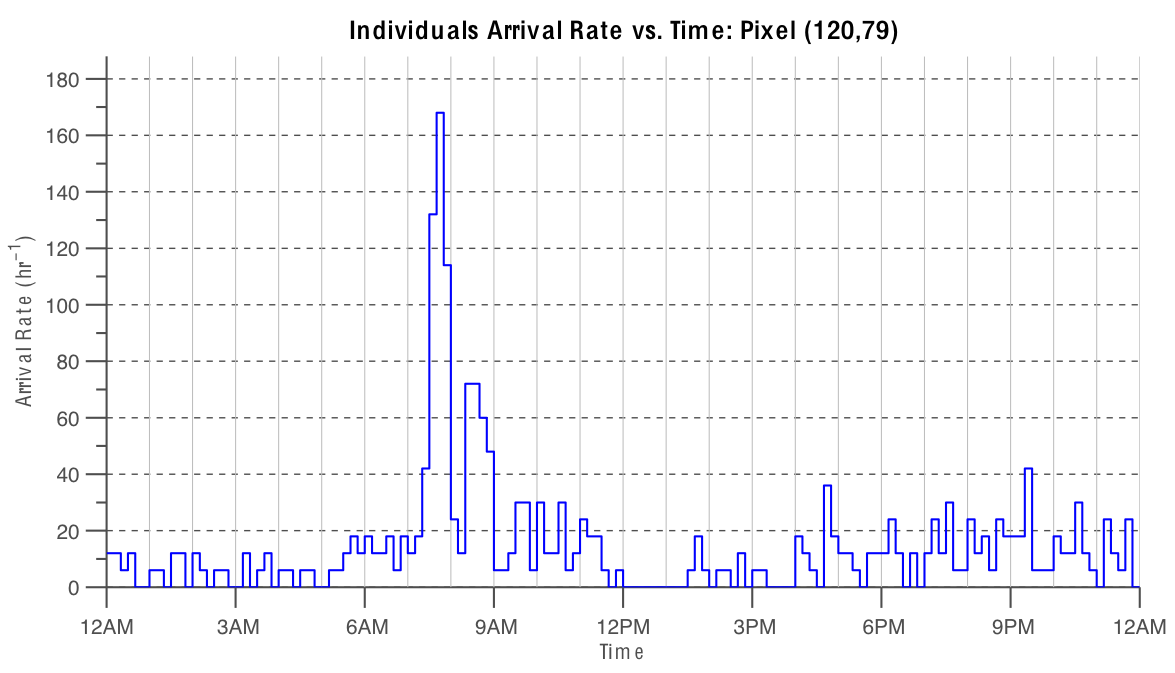 Individuals Arrival Rate vs. Time: Pixel (120,79)
180
160
140
120
100
80
60
40
20
0
Arrival Rate (hr⁻¹)
12AM 3AM 6AM 9AM 12PM 3PM 6PM 9PM 12AM
Time